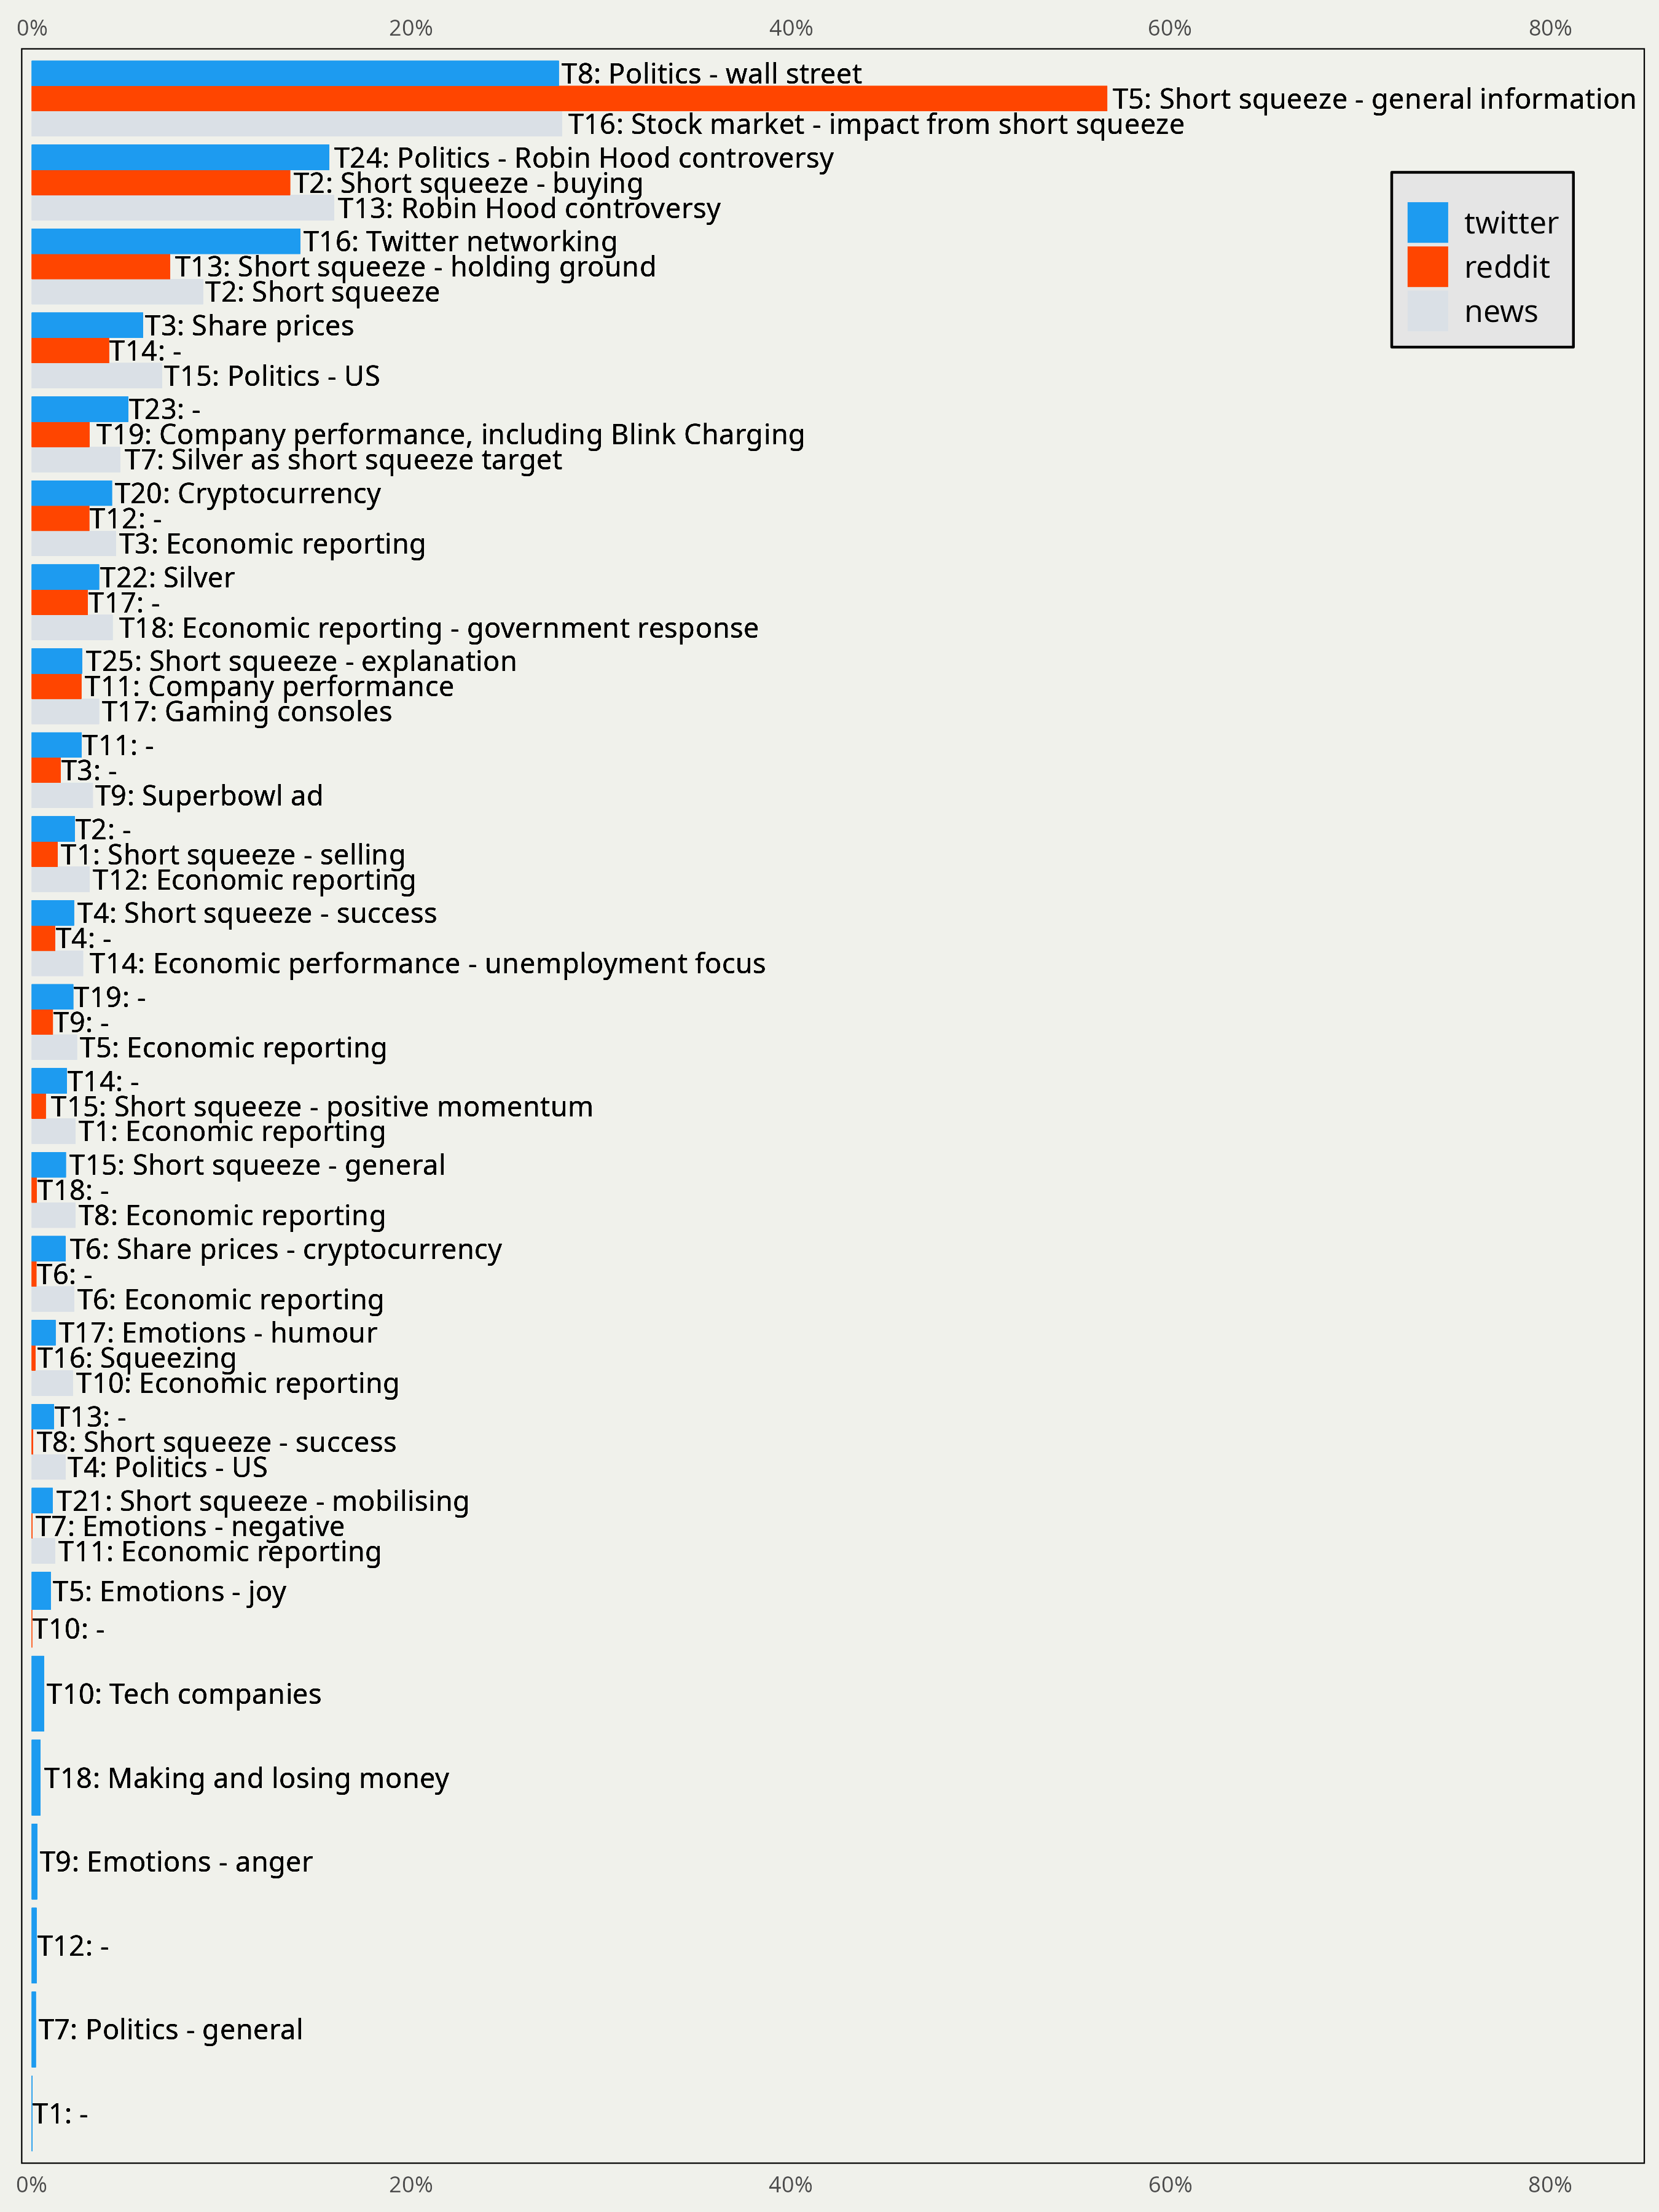 0% 20% 40% 60% 80%
T8: Politics - wall street
T5: Short squeeze - general information
T16: Stock market - impact from short squeeze
T24: Politics - Robin Hood controversy
T2: Short squeeze - buying
T13: Robin Hood controversy
twitter
reddit
news
T16: Twitter networking
T13: Short squeeze - holding ground
T2: Short squeeze
T3: Share prices
T14: -
T15: Politics - US
T23: -
T19: Company performance, including Blink Charging
T7: Silver as short squeeze target
T20: Cryptocurrency
T12: -
T3: Economic reporting
T22: Silver
T17: -
T18: Economic reporting - government response
T25: Short squeeze - explanation
T11: Company performance
T17: Gaming consoles
T11: -
T3: -
T9: Superbowl ad
T2: -
T1: Short squeeze - selling
T12: Economic reporting
T4: Short squeeze - success
T4: -
T14: Economic performance - unemployment focus
T19: -
T9: -
T5: Economic reporting
T14: -
T15: Short squeeze - positive momentum
T1: Economic reporting
T15: Short squeeze - general
T18: -
T8: Economic reporting
T6: Share prices - cryptocurrency
T6: -
T6: Economic reporting
T17: Emotions - humour
T16: Squeezing
T10: Economic reporting
T13: -
T8: Short squeeze - success
T4: Politics - US
T21: Short squeeze - mobilising
T7: Emotions - negative
T11: Economic reporting
T5: Emotions - joy
T10: -
T10: Tech companies
T18: Making and losing money
T9: Emotions - anger
T12: -
T7: Politics - general
T1: -
0% 20% 40% 60% 80%